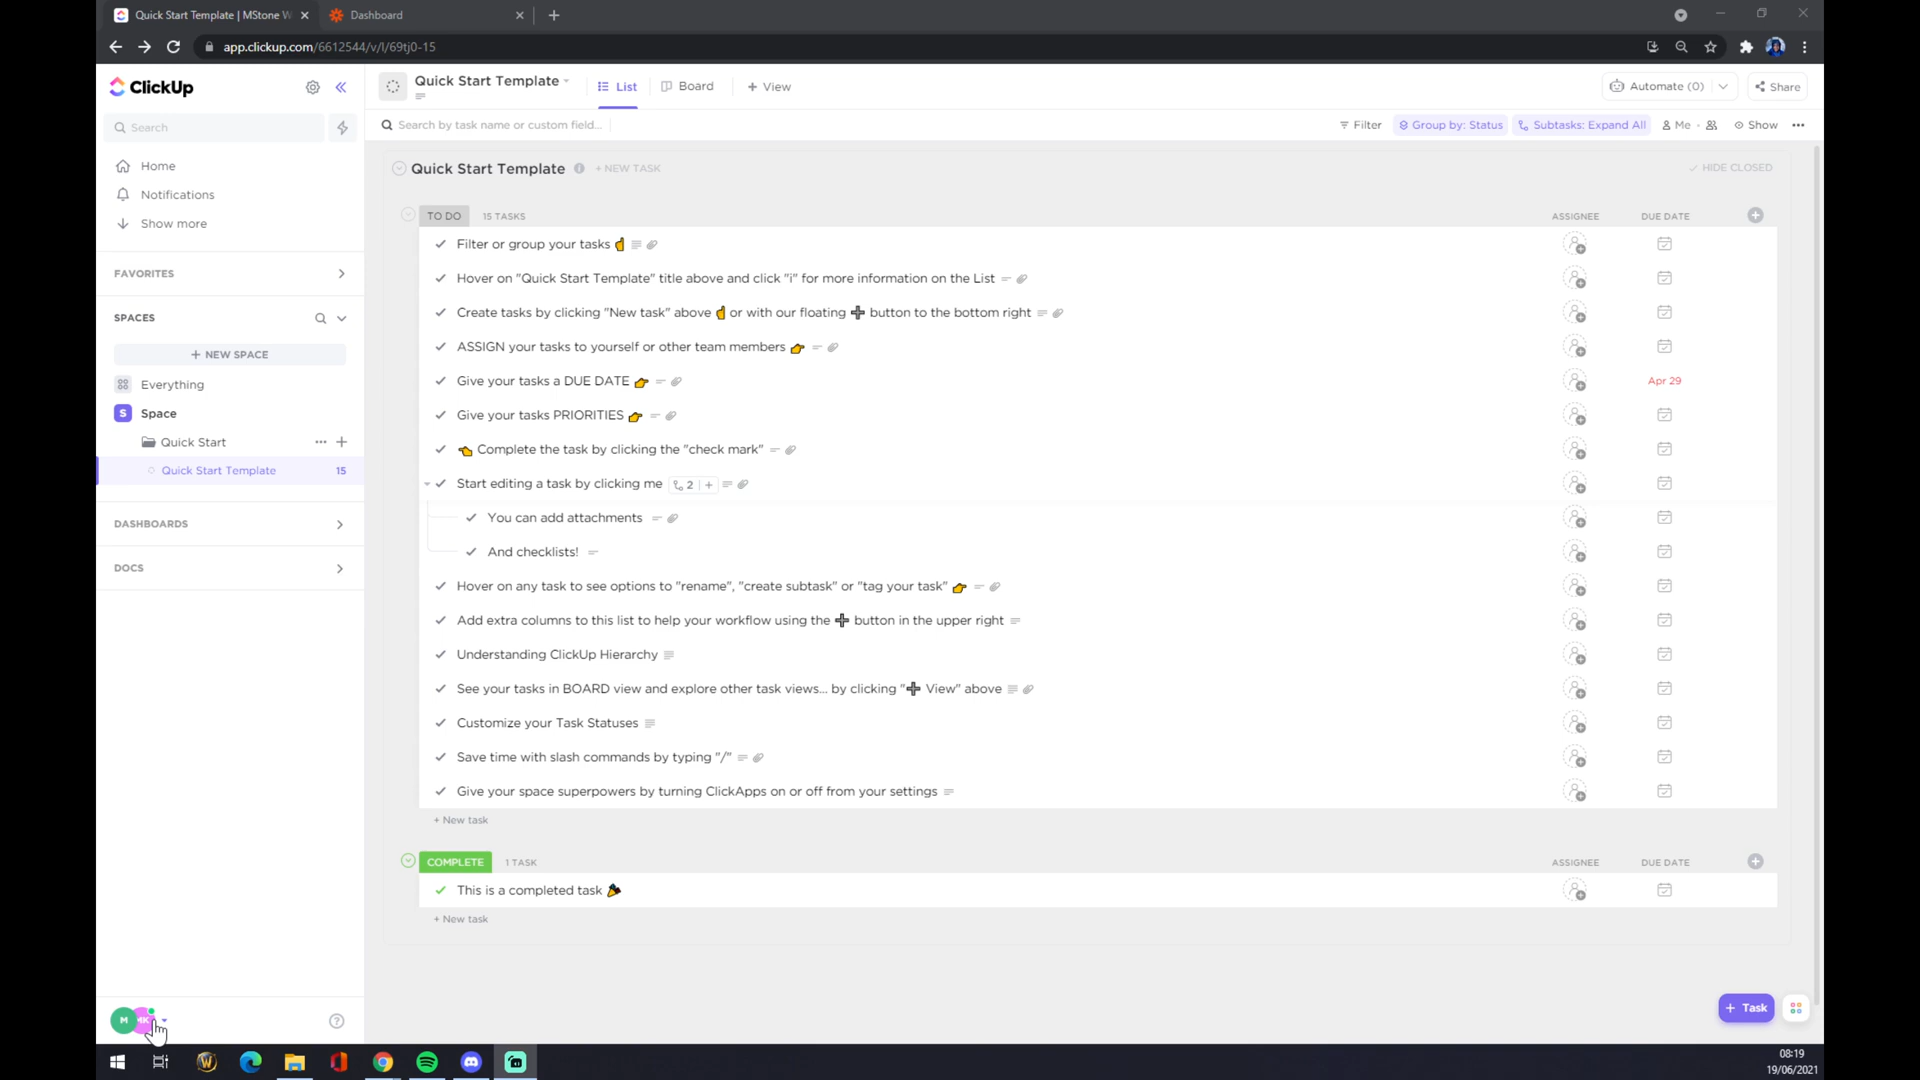 Quick Start Template | MStone W
Dashboard
app.clickup.com/6612544/v/l/69tj0-15
ClickUp
Quick Start Template
List
Board
+ View
Automate (0)
Share
Search
Search by task name or custom field...
Filter
Group by: Status
Subtasks: Expand All
Me
Show
Home
Notifications
Show more
FAVORITES
SPACES
+ NEW SPACE
Everything
S Space
Quick Start
Quick Start Template 15
DASHBOARDS
DOCS
Quick Start Template
+ NEW TASK
HIDE CLOSED
TO DO 15 TASKS ASSIGNEE DUE DATE
Filter or group your tasks
Hover on "Quick Start Template" title above and click "i" for more information on the List
Create tasks by clicking "New task" above ☝ or with our floating ➕ button to the bottom right
ASSIGN your tasks to yourself or other team members 👉
Give your tasks a DUE DATE 👉 Apr 29
Give your tasks PRIORITIES 👉
👈 Complete the task by clicking the "check mark"
Start editing a task by clicking me 2 +
You can add attachments
And checklists!
Hover on any task to see options to "rename", "create subtask" or "tag your task" 👉
Add extra columns to this list to help your workflow using the ➕ button in the upper right
Understanding ClickUp Hierarchy
See your tasks in BOARD view and explore other task views... by clicking "➕ View" above
Customize your Task Statuses
Save time with slash commands by typing "/"
Give your space superpowers by turning ClickApps on or off from your settings
+ New task
COMPLETE 1 TASK ASSIGNEE DUE DATE
This is a completed task 🎉
+ New task
M
+ Task
08:19
19/06/2021